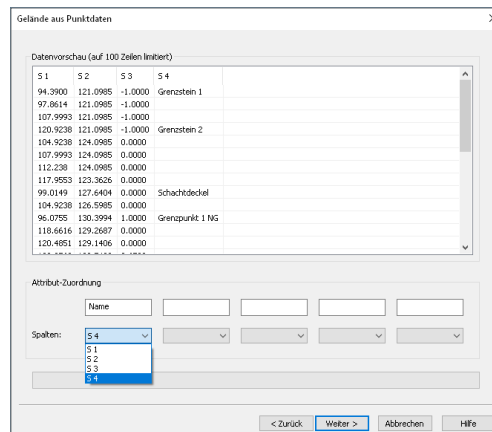 Gelände aus Punktdaten
Datenvorschau (auf 100 Zeilen limitiert)
S 1 S 2 S 3 S 4
94.3900 121.0985 -1.0000 Grenzstein 1
97.8614 121.0985 -1.0000
107.9993 121.0985 -1.0000
120.9238 121.0985 -1.0000 Grenzstein 2
104.9238 124.0985 0.0000
107.9993 124.0985 0.0000
112.238 124.0985 0.0000
117.9553 123.3626 0.0000
99.0149 127.6404 0.0000 Schachtdeckel
104.9238 126.5985 0.0000
96.0755 130.3994 1.0000 Grenzpunkt 1 NG
118.6616 129.2687 0.0000
120.4851 129.1406 0.0000
Attribut-Zuordnung
Name
Spalten: S 4
S 1
S 2
S 3
S 4
< Zurück Weiter > Abbrechen Hilfe